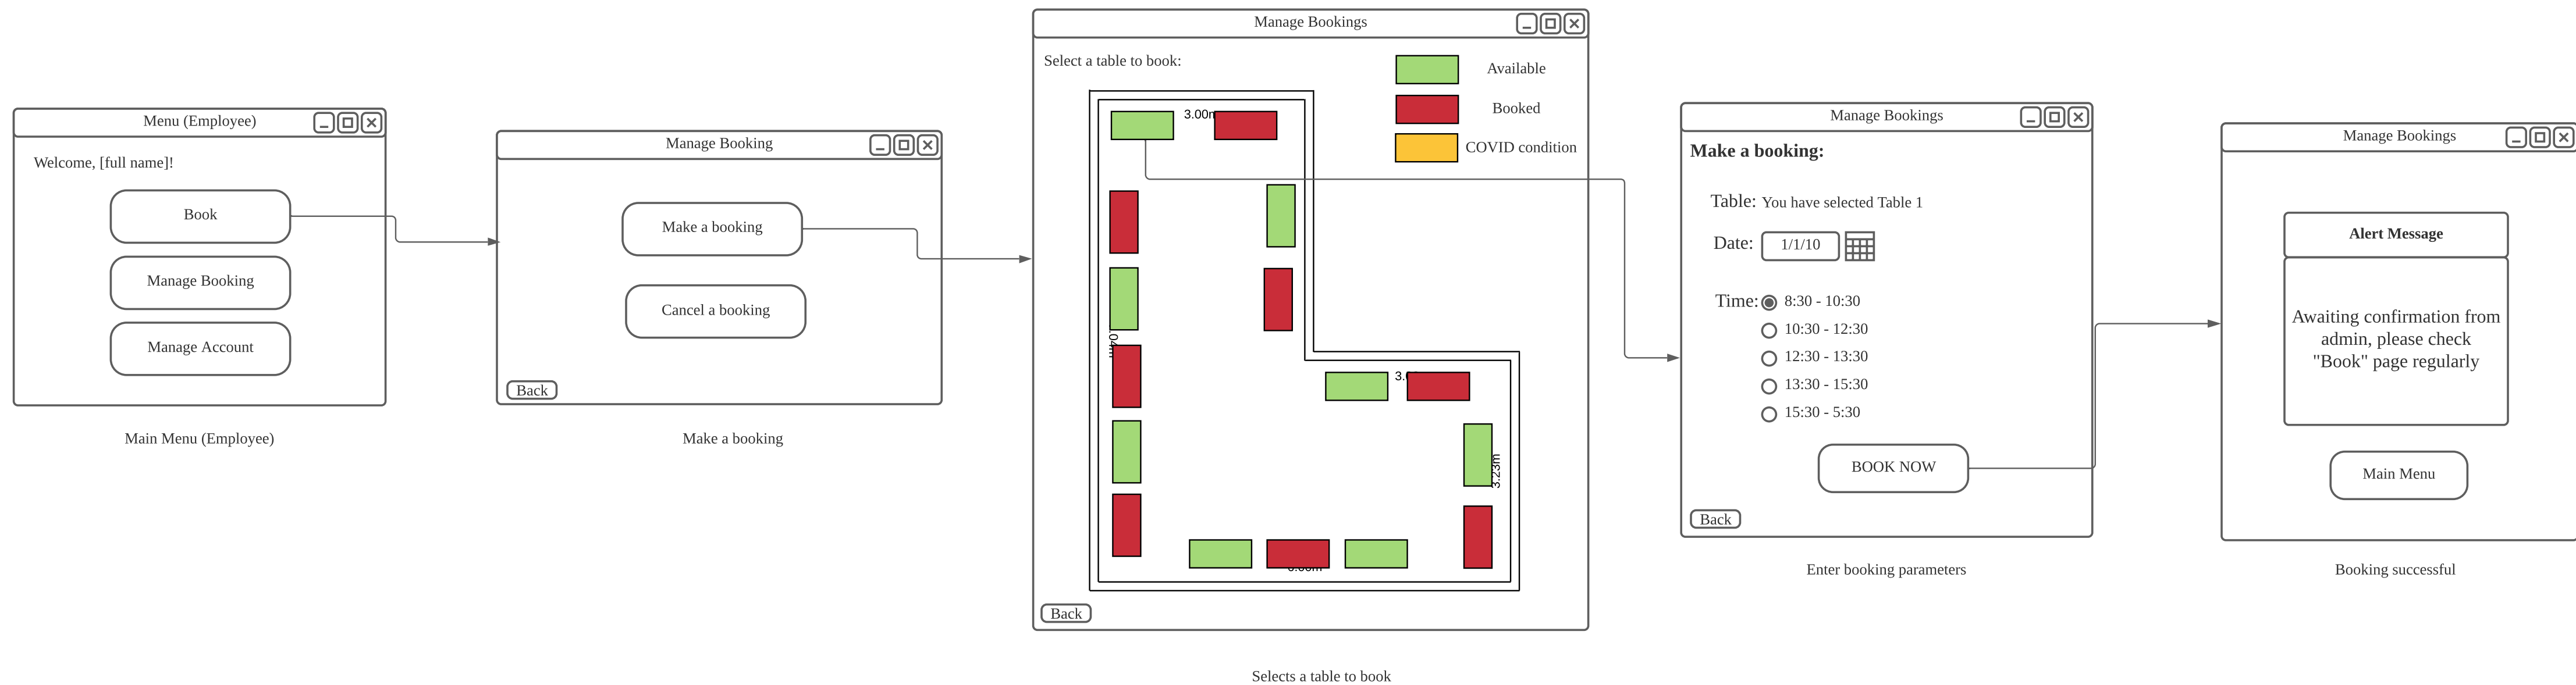 Menu (Employee)
Welcome, [full name]!
Book
Manage Booking
Manage Account
Main Menu (Employee)
Manage Booking
Make a booking
Cancel a booking
Back
Make a booking
Manage Bookings
Select a table to book:
Available
Booked
COVID condition
3.23m
Back
Selects a table to book
Manage Bookings
Make a booking:
Table: You have selected Table 1
Date: 1/1/10
Time: 8:30 - 10:30
10:30 - 12:30
12:30 - 13:30
13:30 - 15:30
15:30 - 5:30
BOOK NOW
Back
Enter booking parameters
Manage Bookings
Alert Message
Awaiting confirmation from
admin, please check
"Book" page regularly
Main Menu
Booking successful